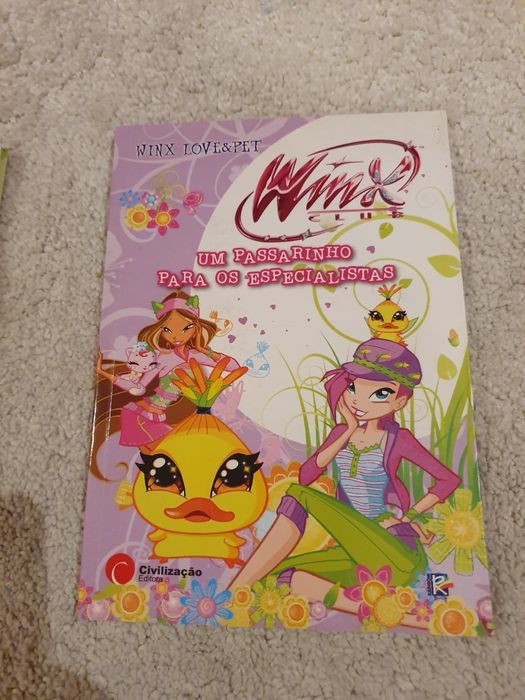 WINX LOVE&PET
WinX
CLUB
UM PASSARINHO
PARA OS ESPECIALISTAS
Civilização
Editora